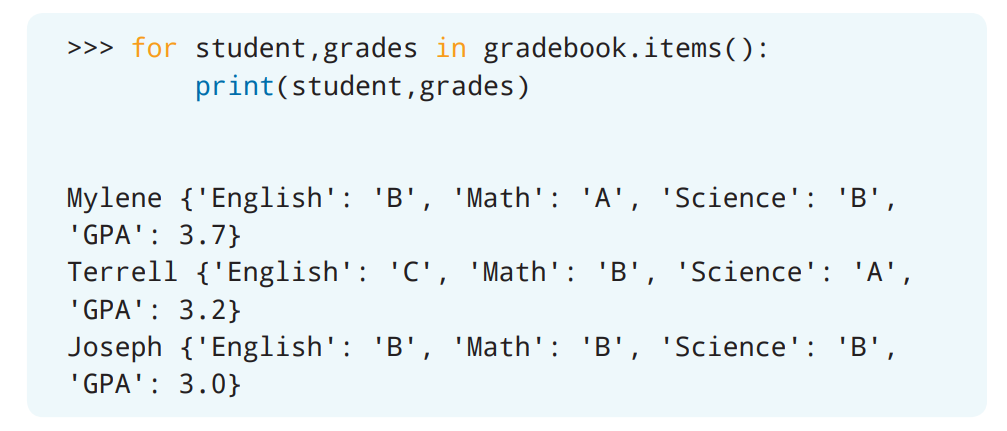 >>> for student,grades in gradebook.items():
        print(student,grades)
Mylene {'English': 'B', 'Math': 'A', 'Science': 'B',
'GPA': 3.7}
Terrell {'English': 'C', 'Math': 'B', 'Science': 'A',
'GPA': 3.2}
Joseph {'English': 'B', 'Math': 'B', 'Science': 'B',
'GPA': 3.0}